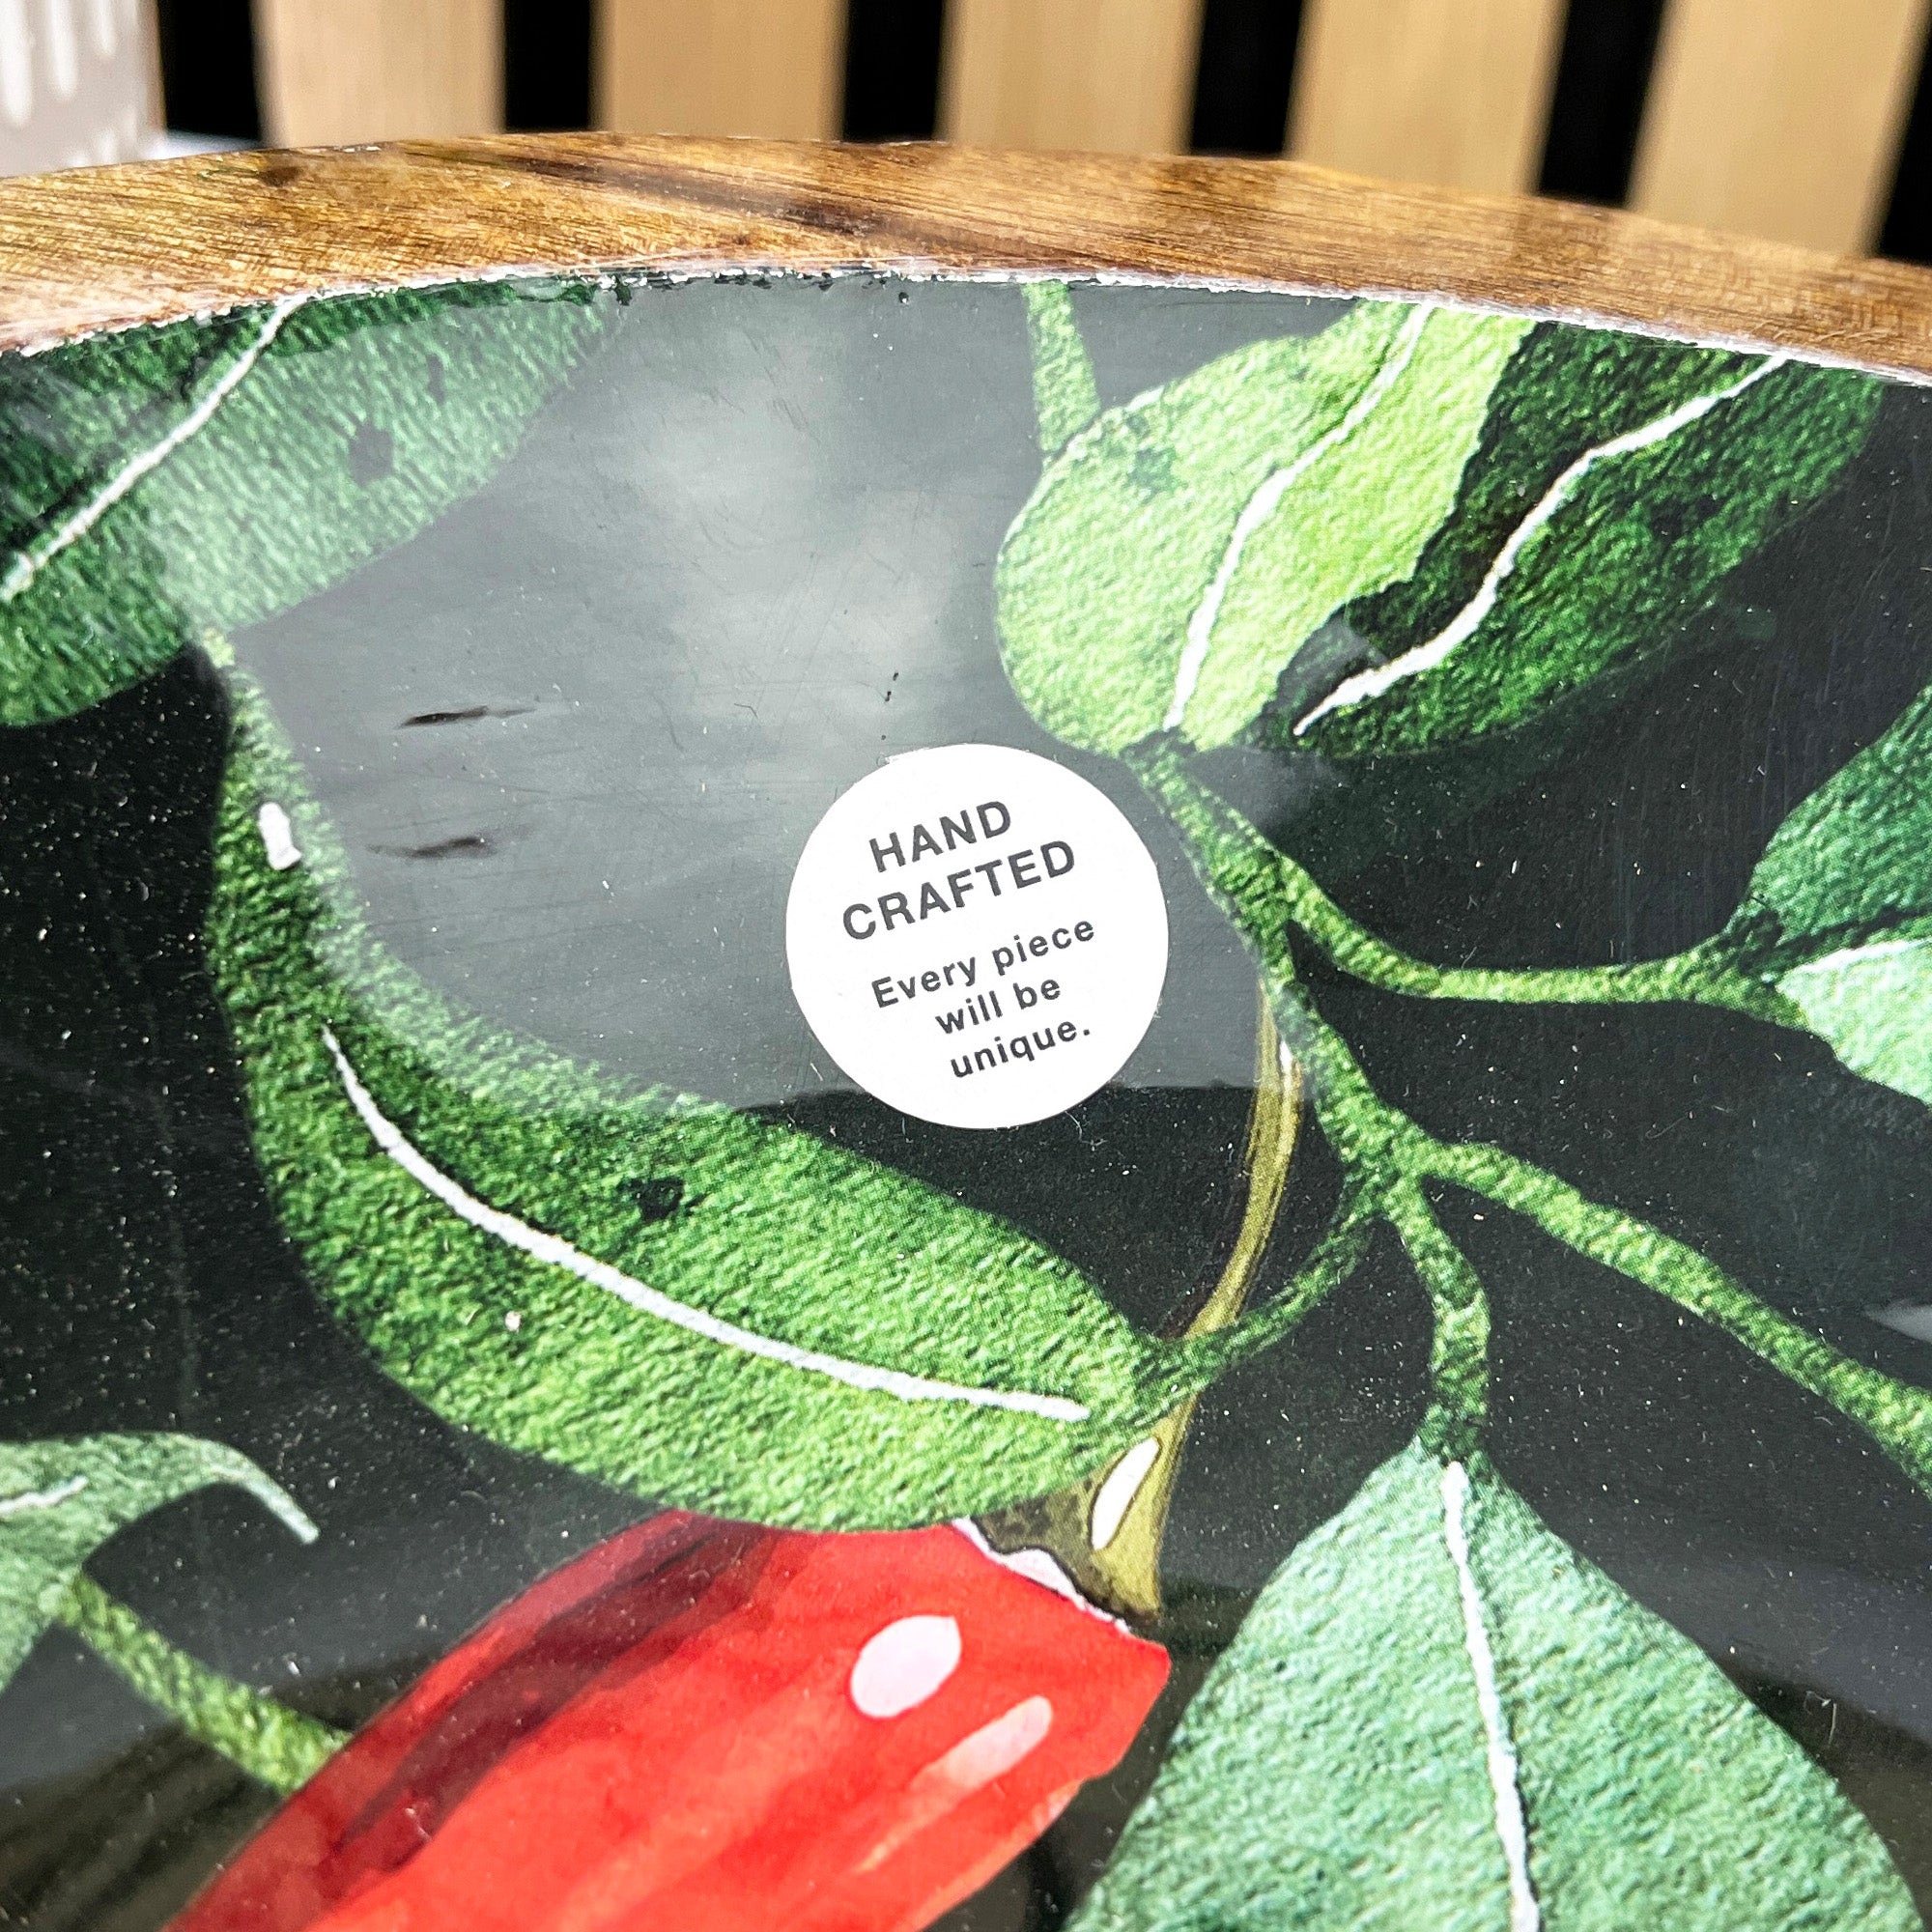 HAND
CRAFTED
Every piece
will be
unique.